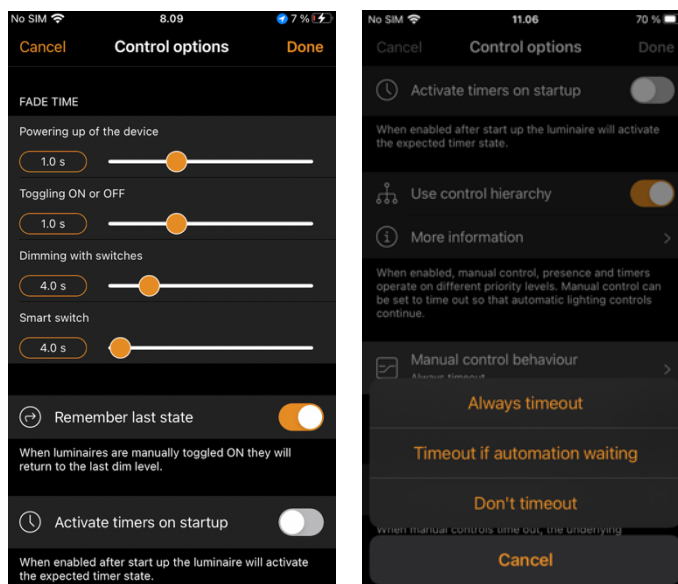 No SIM 8.09 7 %
Cancel Control options Done
FADE TIME
Powering up of the device
1.0 s
Toggling ON or OFF
1.0 s
Dimming with switches
4.0 s
Smart switch
4.0 s
Remember last state
When luminaires are manually toggled ON they will
return to the last dim level.
Activate timers on startup
When enabled after start up the luminaire will activate
the expected timer state.
No SIM 11.06 70 %
Cancel Control options Done
Activate timers on startup
When enabled after start up the luminaire will activate
the expected timer state.
Use control hierarchy
More information
When enabled, manual control, presence and timers
operate on different priority levels. Manual control can
be set to time out so that automatic lighting controls
continue.
Manual control behaviour
Always timeout
Always timeout
Timeout if automation waiting
Don't timeout
When manual controls time out, the underlying
Cancel